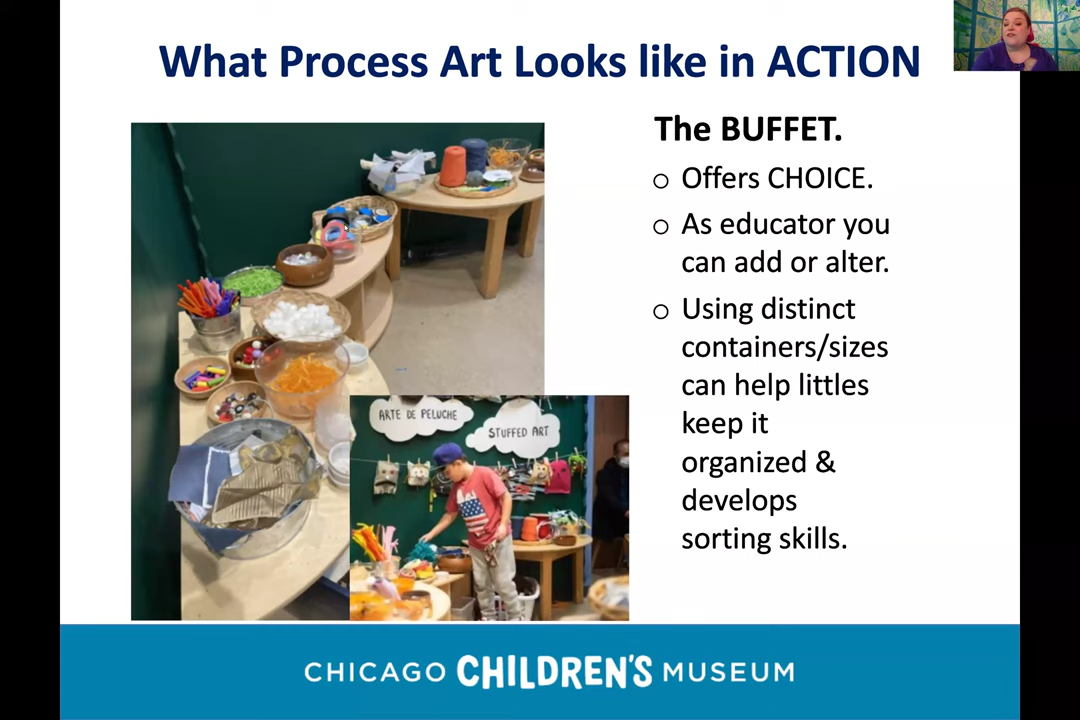 What Process Art Looks like in ACTION
The BUFFET.
o Offers CHOICE.
o As educator you
can add or alter.
o Using distinct
containers/sizes
can help littles
keep it
organized &
develops
sorting skills.
ARTE DE PELUCHE
STUFFED ART
CHICAGO CHILDREN'S MUSEUM